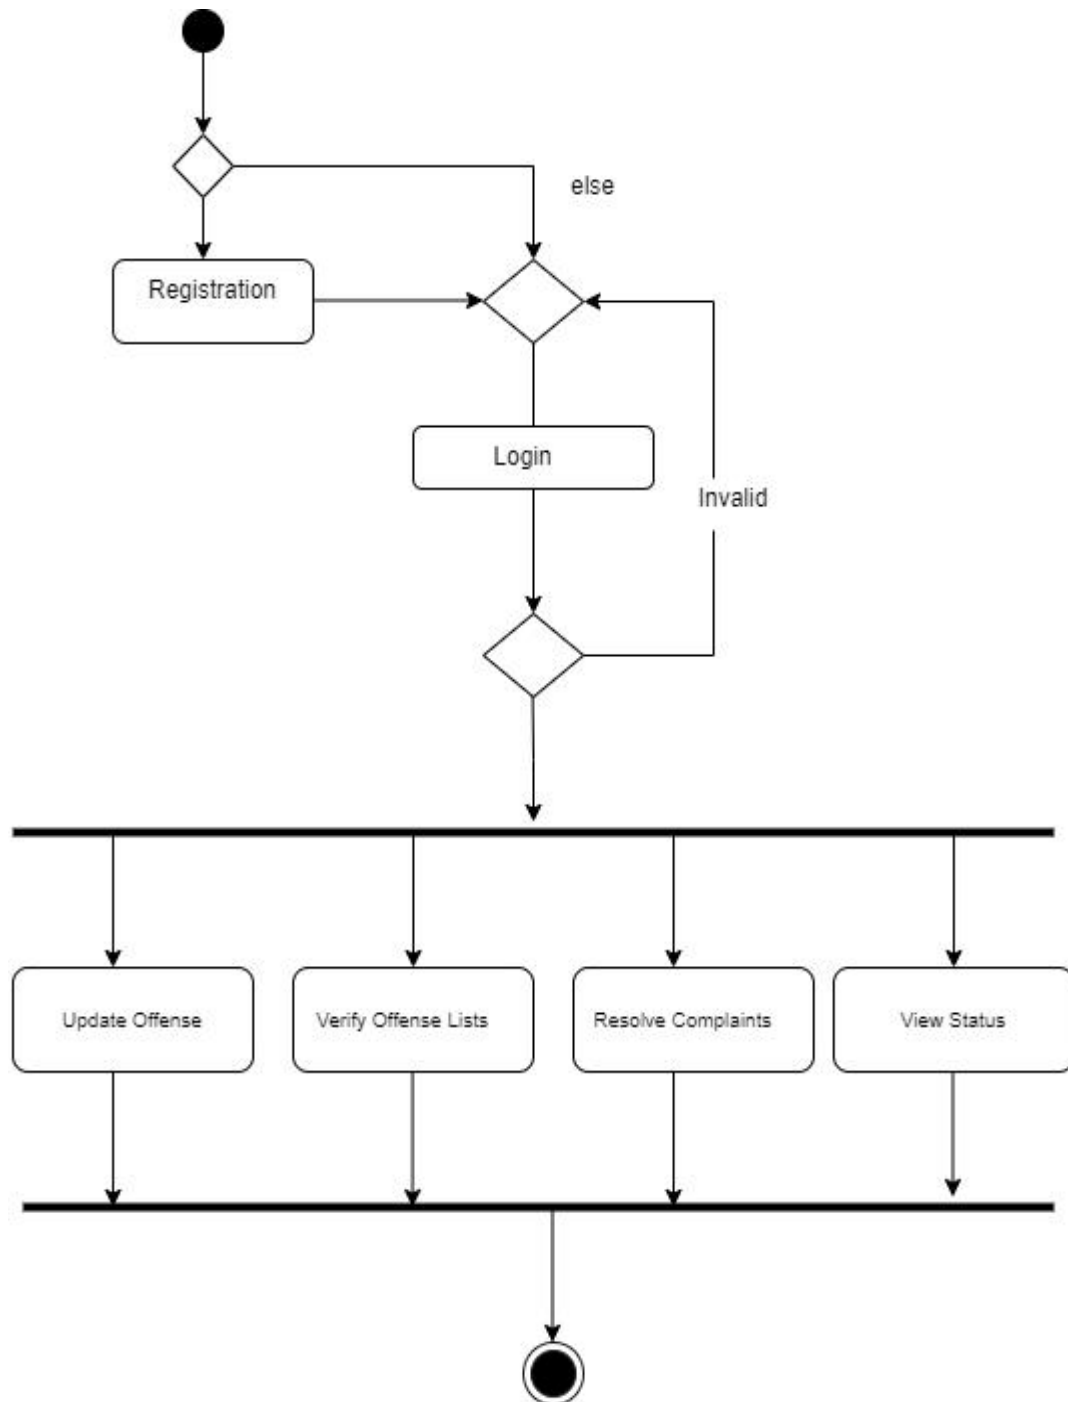 else
Registration
Login
Invalid
Update Offense
Verify Offense Lists
Resolve Complaints
View Status